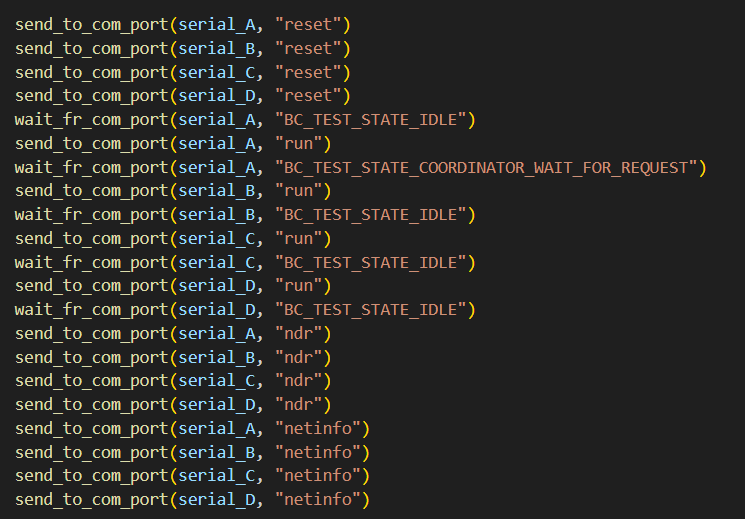 send_to_com_port(serial_A, "reset")
send_to_com_port(serial_B, "reset")
send_to_com_port(serial_C, "reset")
send_to_com_port(serial_D, "reset")
wait_fr_com_port(serial_A, "BC_TEST_STATE_IDLE")
send_to_com_port(serial_A, "run")
wait_fr_com_port(serial_A, "BC_TEST_STATE_COORDINATOR_WAIT_FOR_REQUEST")
send_to_com_port(serial_B, "run")
wait_fr_com_port(serial_B, "BC_TEST_STATE_IDLE")
send_to_com_port(serial_C, "run")
wait_fr_com_port(serial_C, "BC_TEST_STATE_IDLE")
send_to_com_port(serial_D, "run")
wait_fr_com_port(serial_D, "BC_TEST_STATE_IDLE")
send_to_com_port(serial_A, "ndr")
send_to_com_port(serial_B, "ndr")
send_to_com_port(serial_C, "ndr")
send_to_com_port(serial_D, "ndr")
send_to_com_port(serial_A, "netinfo")
send_to_com_port(serial_B, "netinfo")
send_to_com_port(serial_C, "netinfo")
send_to_com_port(serial_D, "netinfo")